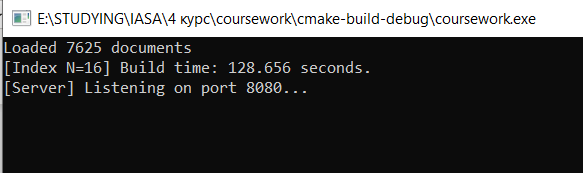 E:\STUDYING\IASA\4 курс\coursework\cmake-build-debug\coursework.exe
Loaded 7625 documents
[Index N=16] Build time: 128.656 seconds.
[Server] Listening on port 8080...